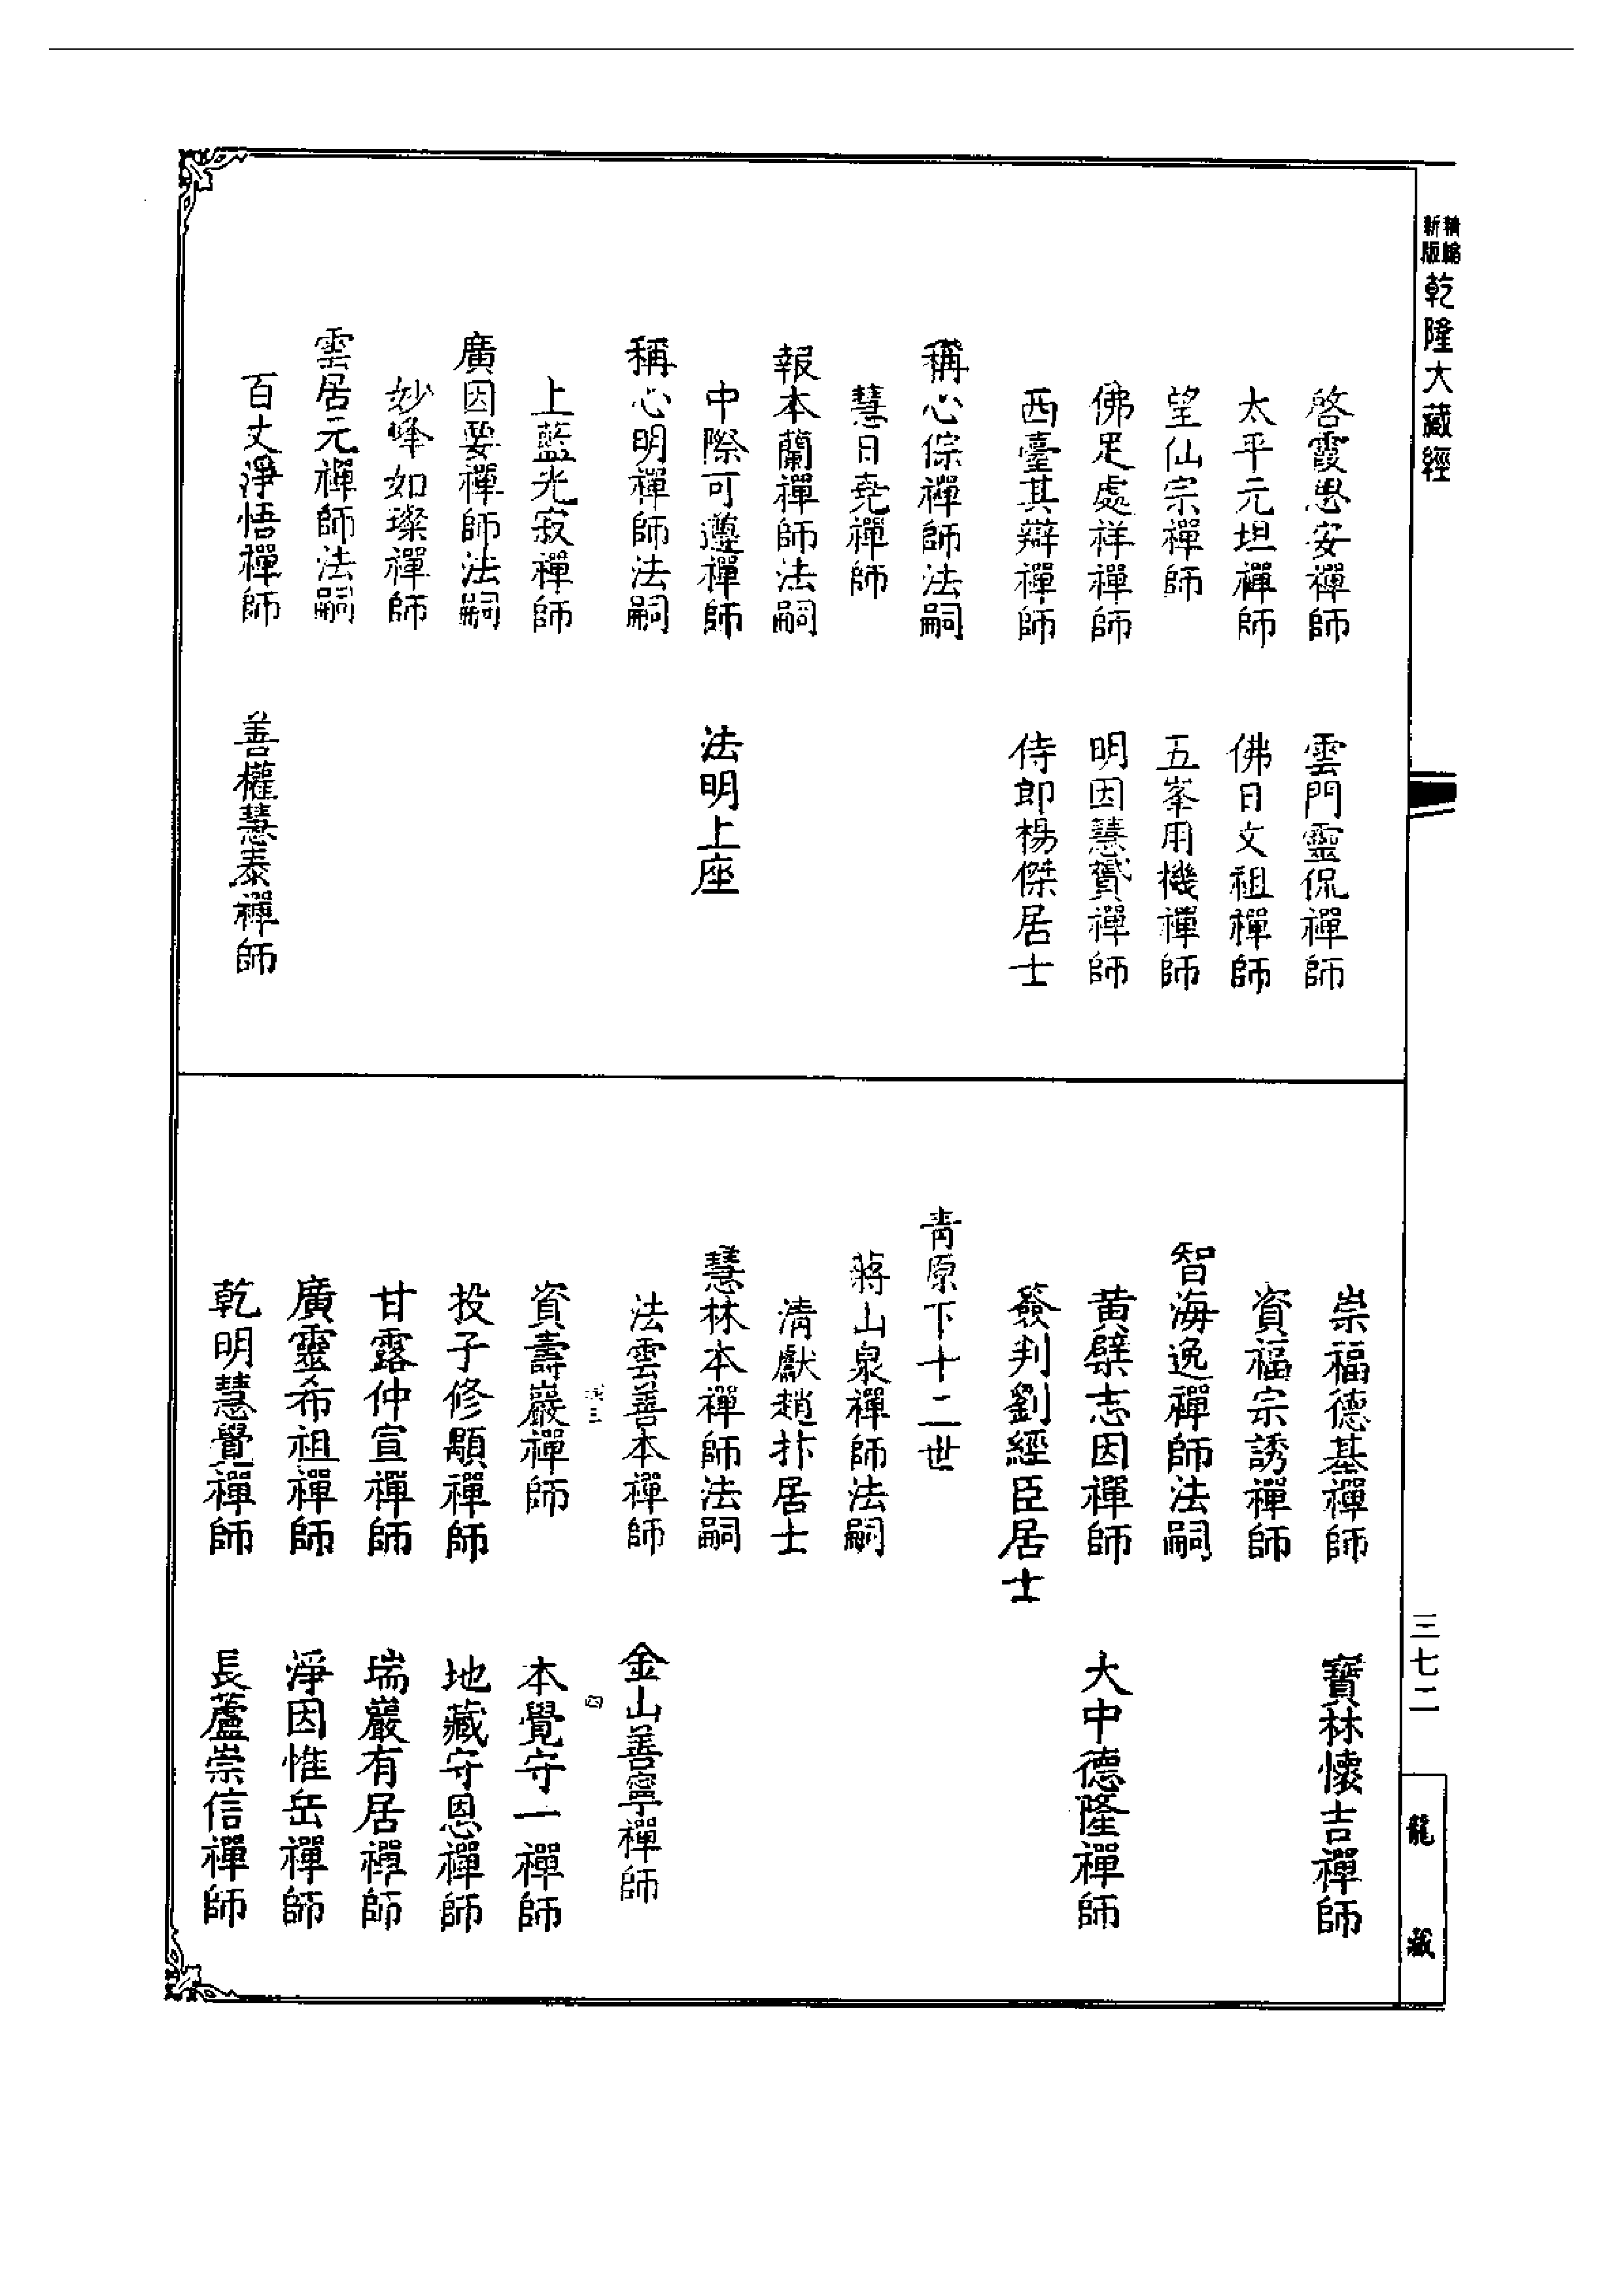 精縮
新版
乾隆大藏經
啓霞思安禪師 雲門靈侃禪師
太平元坦禪師 佛日文祖禪師
望仙宗禪師 五峯用機禪師
佛足處祥禪師 明因慧贇禪師
西臺其辯禪師 侍郎楊傑居士
稱心倧禪師法嗣
慧日堯禪師
報本蘭禪師法嗣
中際可遵禪師 法明上座
稱心明禪師法嗣
上藍光寂禪師
廣因要禪師法嗣
妙峰如璨禪師
雲居元禪師法嗣
百丈淨悟禪師 善權慧泰禪師
崇福德基禪師 寶林懷吉禪師
資福宗誘禪師
智海逸禪師法嗣
黄檗志因禪師 大中德隆禪師
簽判劉經臣居士
青原下十二世
蔣山泉禪師法嗣
清獻趙抃居士
慧林本禪師法嗣
法雲善本禪師 金山善寧禪師
三 四
資壽巖禪師 本覺守一禪師
投子修顒禪師 地藏守恩禪師
甘露仲宣禪師 瑞巖有居禪師
廣靈希祖禪師 淨因惟岳禪師
乾明慧覺禪師 長蘆崇信禪師
三七二
龍藏